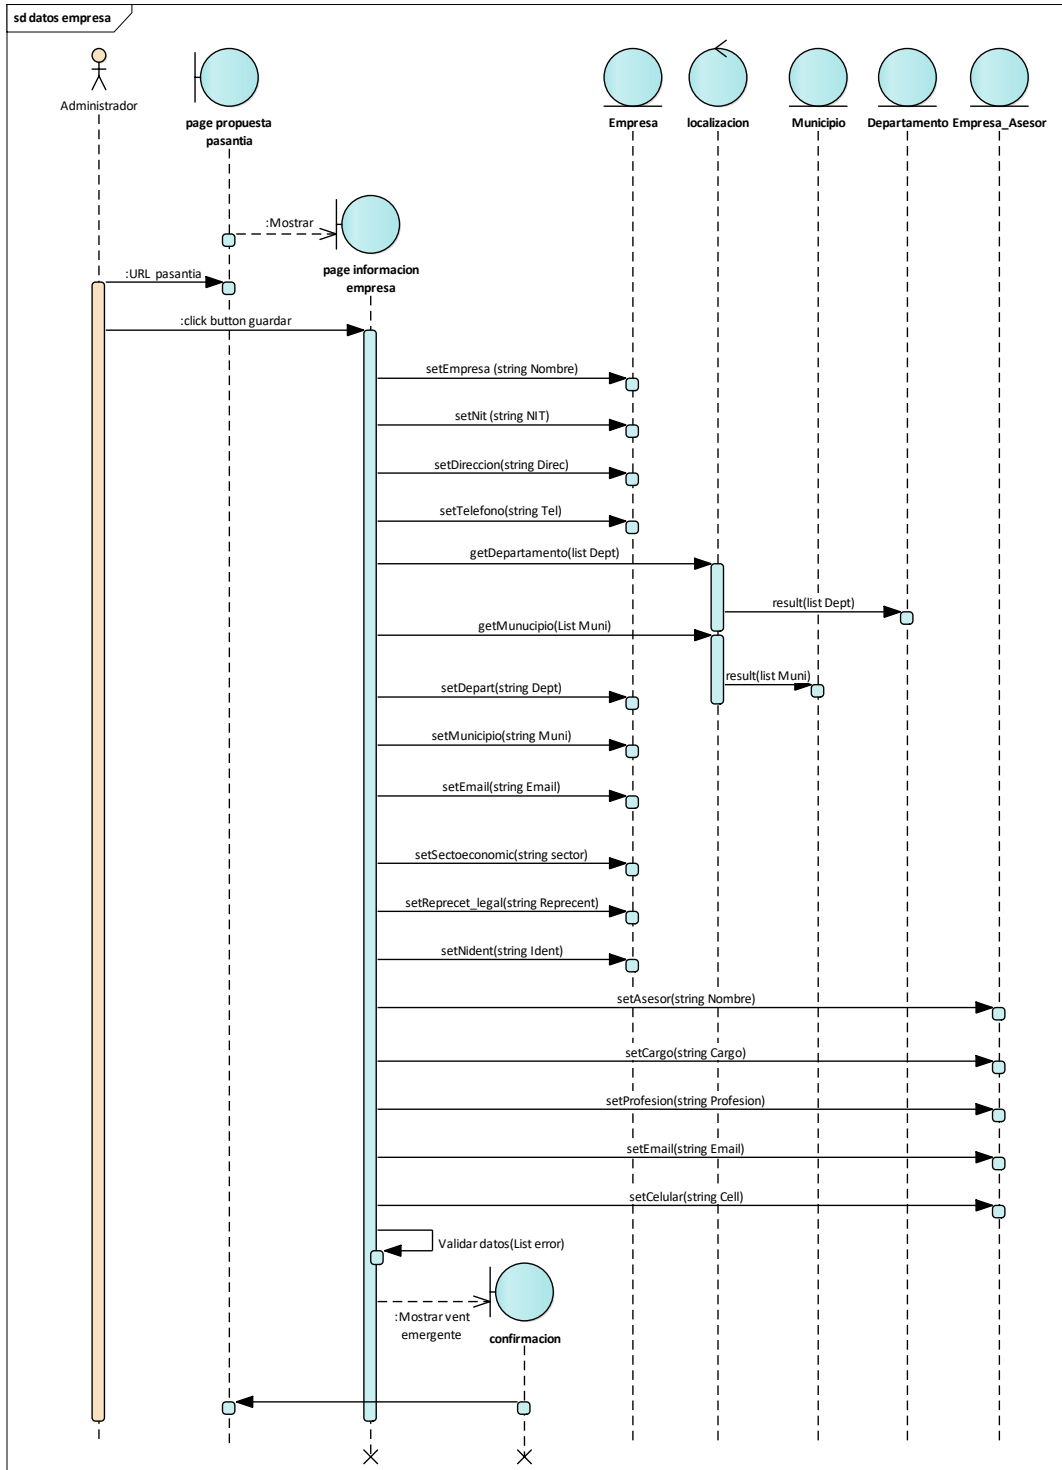 sd datos empresa
Administrador
page propuesta
pasantia
Empresa
localizacion
Municipio
Departamento
Empresa_Asesor
:Mostrar
page informacion
empresa
:URL pasantia
:click button guardar
setEmpresa (string Nombre)
setNit (string NIT)
setDireccion(string Direc)
setTelefono(string Tel)
getDepartamento(list Dept)
result(list Dept)
getMunucipio(List Muni)
result(list Muni)
setDepart(string Dept)
setMunicipio(string Muni)
setEmail(string Email)
setSectoeconomic(string sector)
setReprecet_legal(string Reprecent)
setNident(string Ident)
setAsesor(string Nombre)
setCargo(string Cargo)
setProfesion(string Profesion)
setEmail(string Email)
setCelular(string Cell)
Validar datos(List error)
:Mostrar vent
emergente
confirmacion